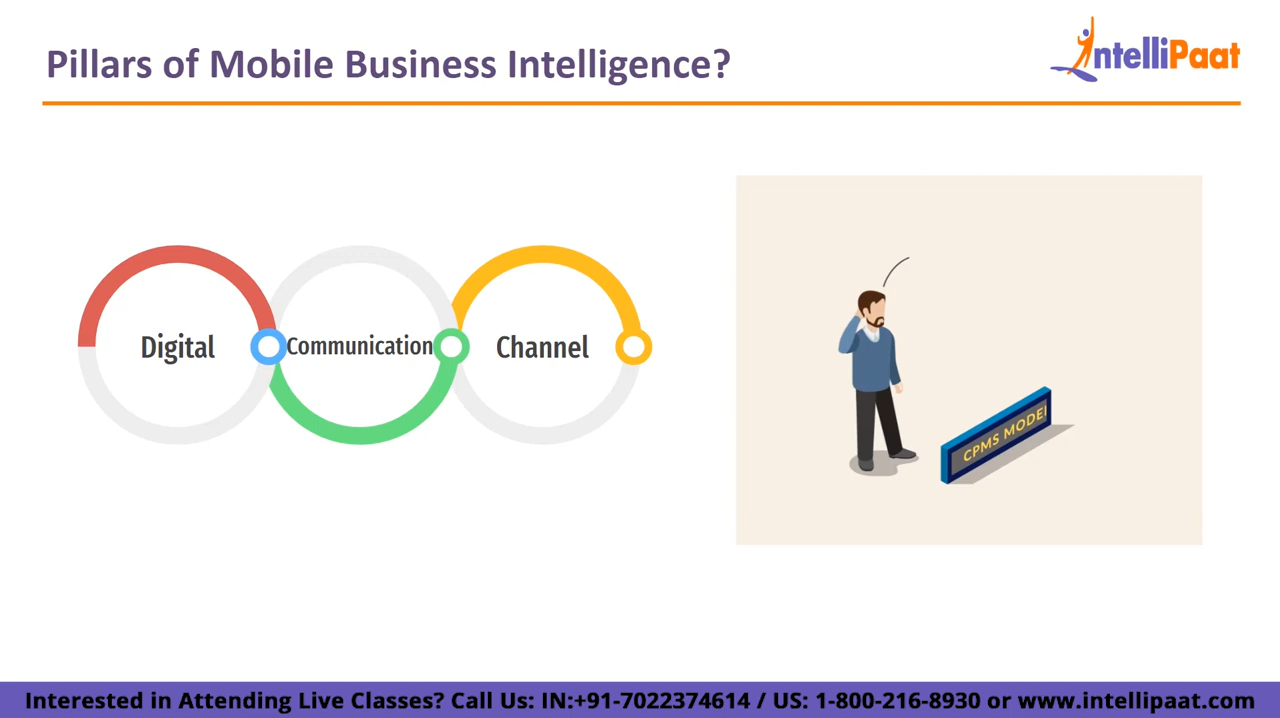 Pillars of Mobile Business Intelligence?
IntelliPaat
Digital
Communication
Channel
CPMS MODEl
Interested in Attending Live Classes? Call Us: IN:+91-7022374614 / US: 1-800-216-8930 or www.intellipaat.com